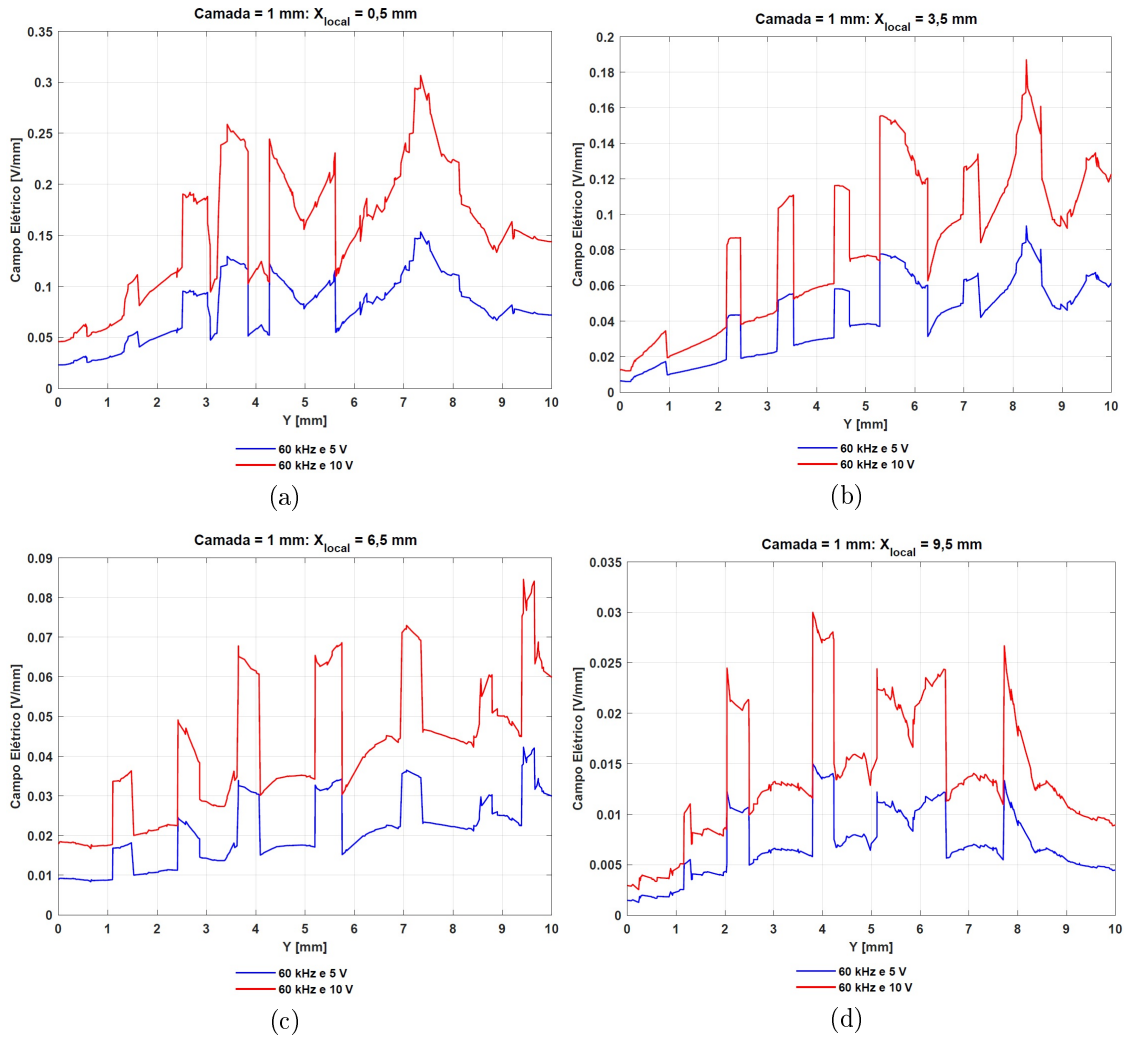 Camada = 1 mm: X_local = 0,5 mm
Campo Elétrico [V/mm]
0.35
0.3
0.25
0.2
0.15
0.1
0.05
0
0 1 2 3 4 5 6 7 8 9 10
Y [mm]
60 kHz e 5 V
60 kHz e 10 V
(a)
Camada = 1 mm: X_local = 3,5 mm
Campo Elétrico [V/mm]
0.2
0.18
0.16
0.14
0.12
0.1
0.08
0.06
0.04
0.02
0
0 1 2 3 4 5 6 7 8 9 10
Y [mm]
60 kHz e 5 V
60 kHz e 10 V
(b)
Camada = 1 mm: X_local = 6,5 mm
Campo Elétrico [V/mm]
0.09
0.08
0.07
0.06
0.05
0.04
0.03
0.02
0.01
0
0 1 2 3 4 5 6 7 8 9 10
Y [mm]
60 kHz e 5 V
60 kHz e 10 V
(c)
Camada = 1 mm: X_local = 9,5 mm
Campo Elétrico [V/mm]
0.035
0.03
0.025
0.02
0.015
0.01
0.005
0
0 1 2 3 4 5 6 7 8 9 10
Y [mm]
60 kHz e 5 V
60 kHz e 10 V
(d)